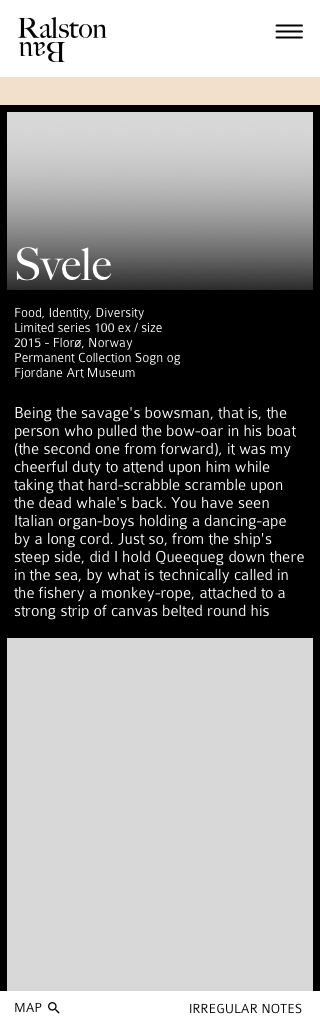 Ralston
Bau
Svele
Food, Identity, Diversity
Limited series 100 ex / size
2015 - Florø, Norway
Permanent Collection Sogn og
Fjordane Art Museum
Being the savage's bowsman, that is, the
person who pulled the bow-oar in his boat
(the second one from forward), it was my
cheerful duty to attend upon him while
taking that hard-scrabble scramble upon
the dead whale's back. You have seen
Italian organ-boys holding a dancing-ape
by a long cord. Just so, from the ship's
steep side, did I hold Queequeg down there
in the sea, by what is technically called in
the fishery a monkey-rope, attached to a
strong strip of canvas belted round his
MAP
IRREGULAR NOTES